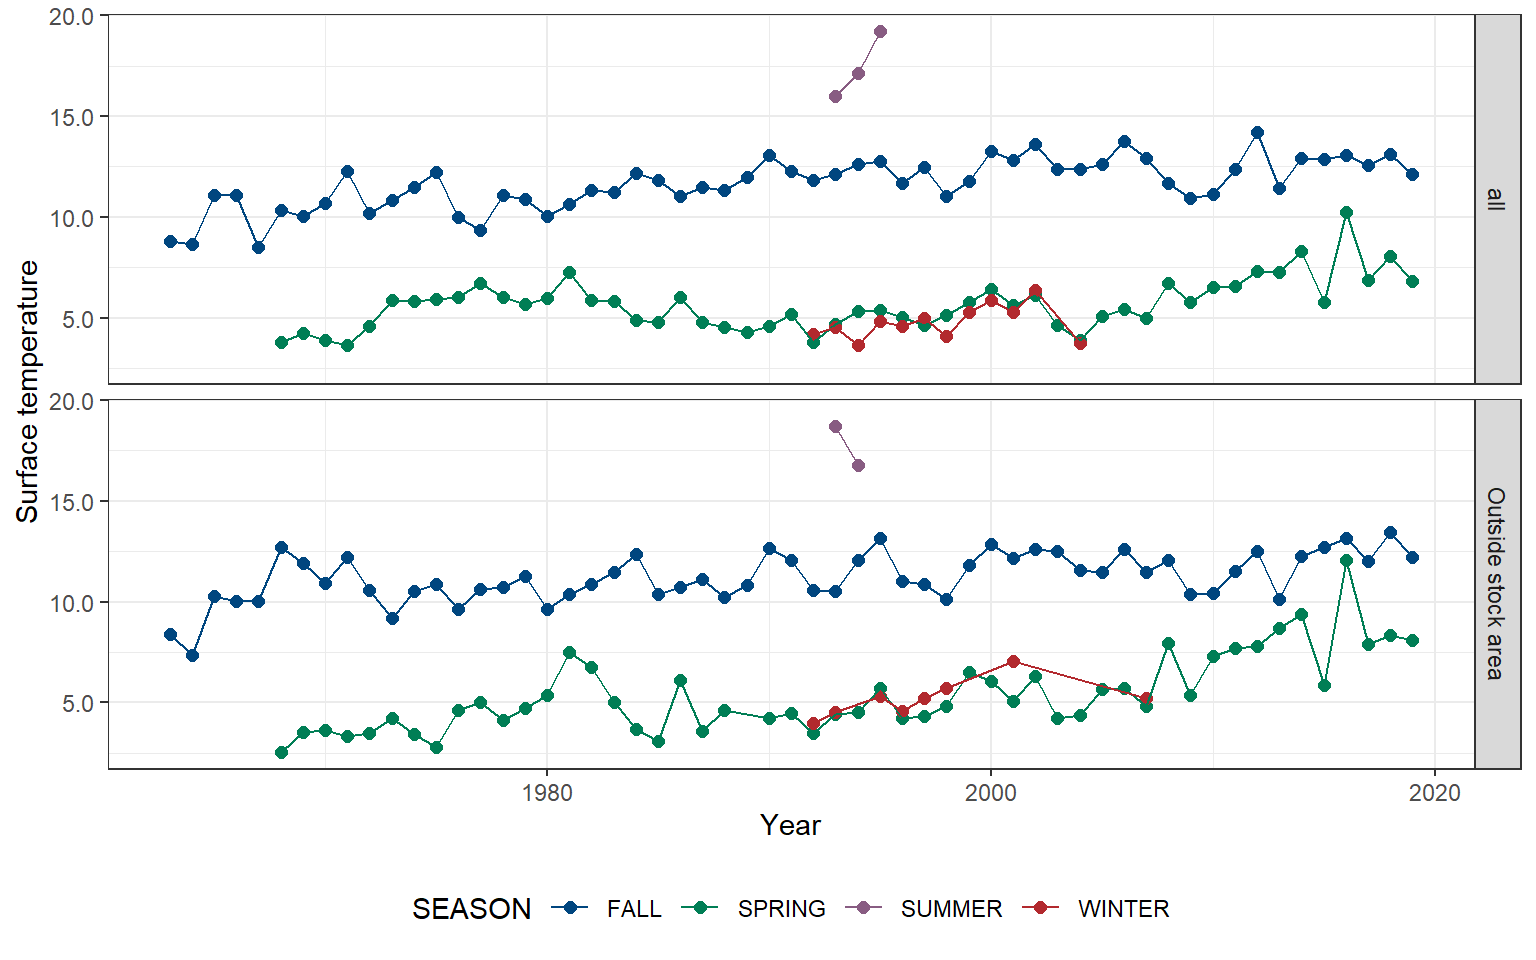 Surface temperature
20.0
15.0
10.0
5.0
all
20.0
15.0
10.0
5.0
Outside stock area
1980 2000 2020
Year
SEASON FALL SPRING SUMMER WINTER